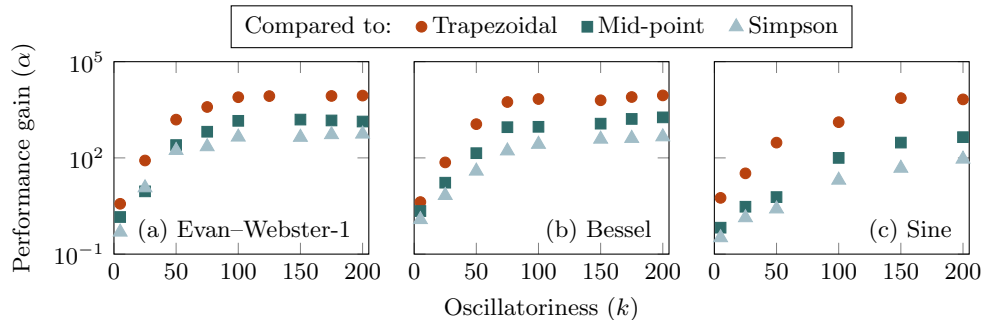 Compared to: Trapezoidal Mid-point Simpson
Performance gain (α)
10^5
10^2
10^−1
(a) Evan–Webster-1
(b) Bessel
(c) Sine
0 50 100 150 200
0 50 100 150 200
0 50 100 150 200
Oscillatoriness (k)